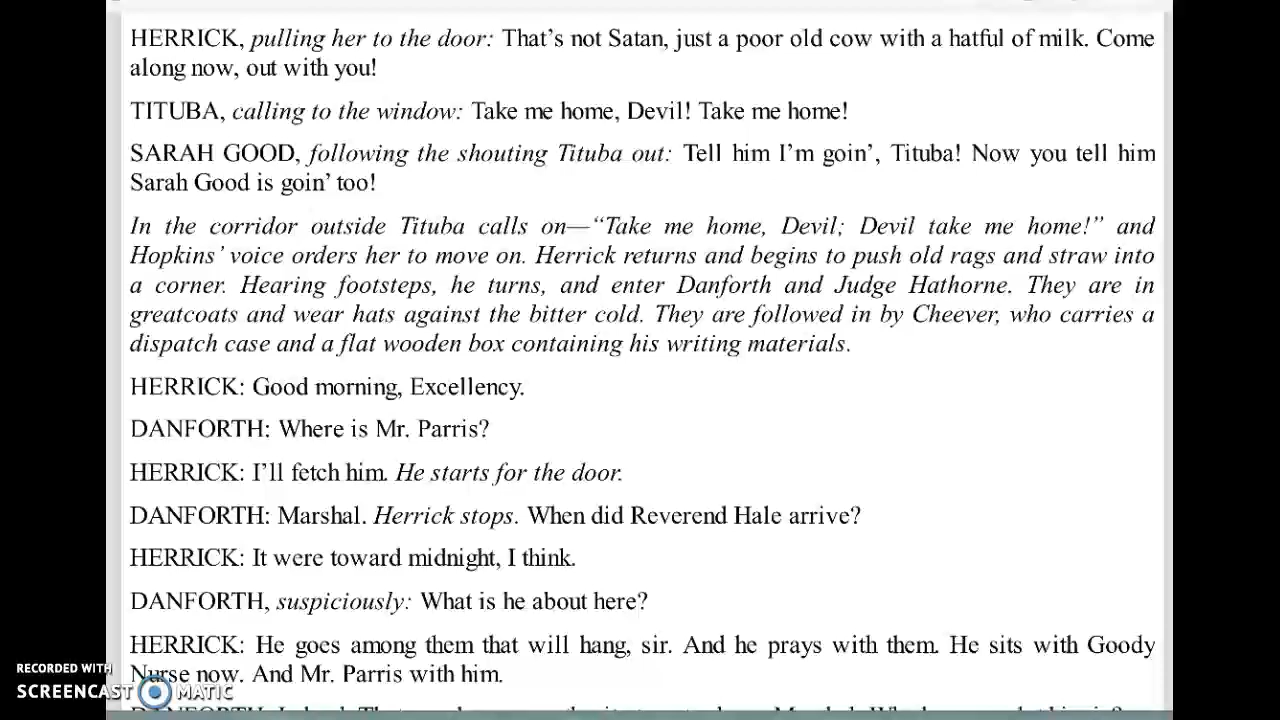 HERRICK, pulling her to the door: That’s not Satan, just a poor old cow with a hatful of milk. Come
along now, out with you!
TITUBA, calling to the window: Take me home, Devil! Take me home!
SARAH GOOD, following the shouting Tituba out: Tell him I’m goin’, Tituba! Now you tell him
Sarah Good is goin’ too!
In the corridor outside Tituba calls on—“Take me home, Devil; Devil take me home!” and
Hopkins’ voice orders her to move on. Herrick returns and begins to push old rags and straw into
a corner. Hearing footsteps, he turns, and enter Danforth and Judge Hathorne. They are in
greatcoats and wear hats against the bitter cold. They are followed in by Cheever, who carries a
dispatch case and a flat wooden box containing his writing materials.
HERRICK: Good morning, Excellency.
DANFORTH: Where is Mr. Parris?
HERRICK: I’ll fetch him. He starts for the door.
DANFORTH: Marshal. Herrick stops. When did Reverend Hale arrive?
HERRICK: It were toward midnight, I think.
DANFORTH, suspiciously: What is he about here?
HERRICK: He goes among them that will hang, sir. And he prays with them. He sits with Goody
Nurse now. And Mr. Parris with him.
RECORDED WITH
SCREENCAST MATIC